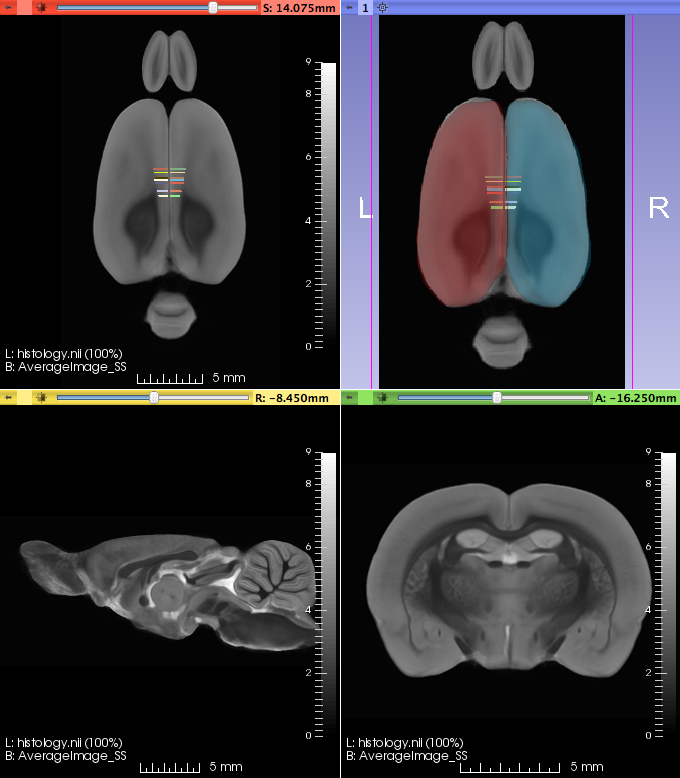 S: 14.075mm
9
8
6
4
2
0
L: histology.nii (100%)
B: AverageImage_SS
5 mm
1
L
R
R: -8.450mm
9
8
6
4
2
0
L: histology.nii (100%)
B: AverageImage_SS
5 mm
A: -16.250mm
9
8
6
4
2
0
L: histology.nii (100%)
B: AverageImage_SS
5 mm